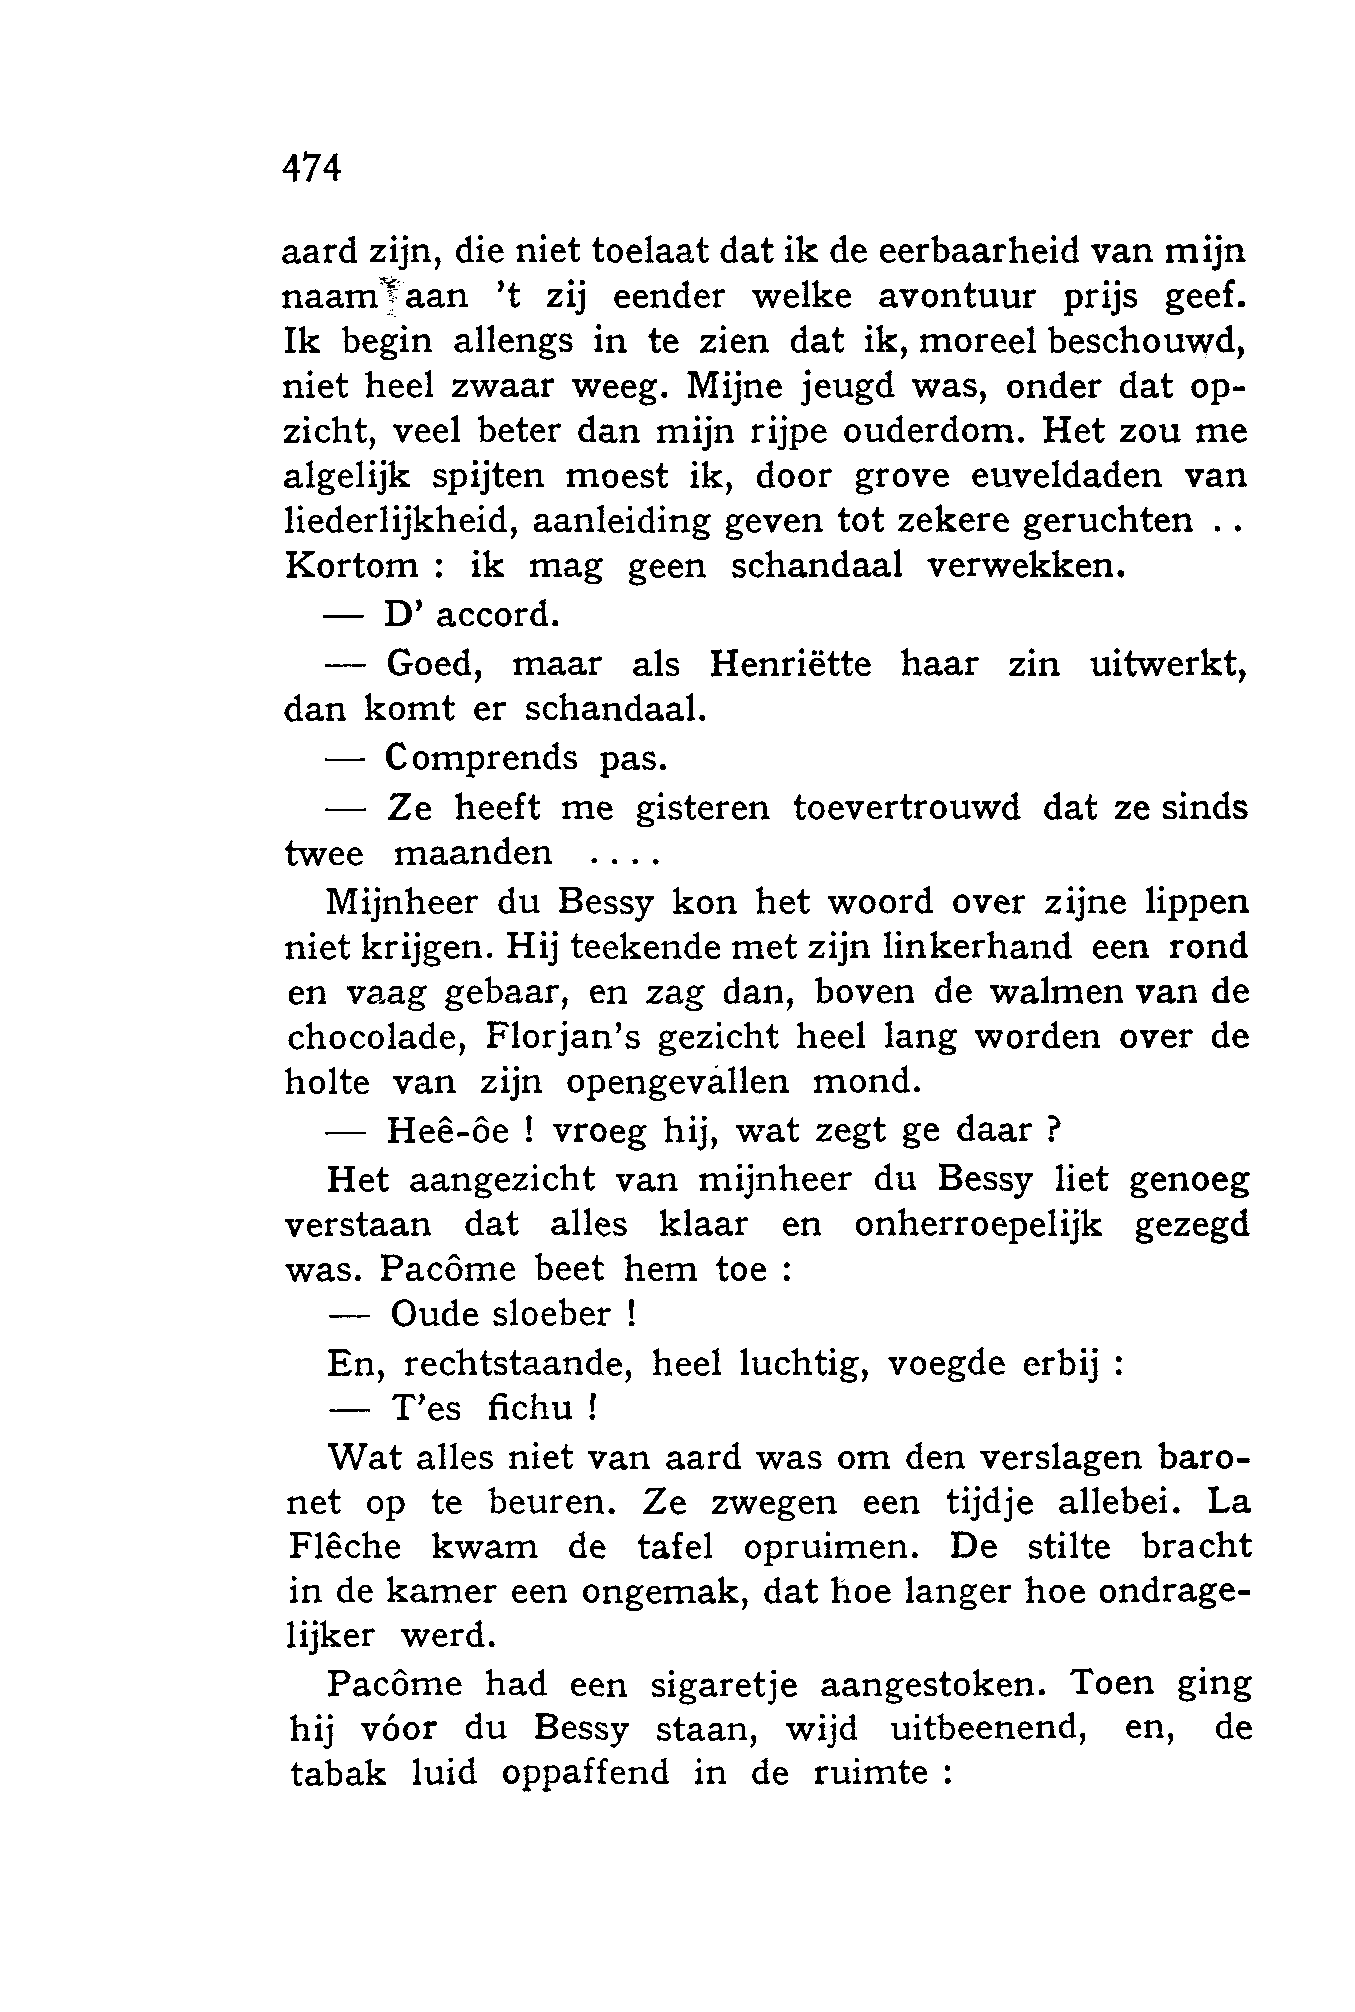 474
aard zijn, die niet toelaat dat ik de eerbaarheid van mijn
naam aan 't zij eender welke avontuur prijs geef.
Ik begin allengs in te zien dat ik, moreel beschouwd,
niet heel zwaar weeg. Mijne jeugd was, onder dat op-
zicht, veel beter dan mijn rijpe ouderdom. Het zou me
algelijk spijten moest ik, door grove euveldaden van
liederlijkheid, aanleiding geven tot zekere geruchten . .
Kortom : ik mag geen schandaal verwekken.
— D' accord.
— Goed, maar als Henriëtte haar zin uitwerkt,
dan komt er schandaal.
— Comprends pas.
— Ze heeft me gisteren toevertrouwd dat ze sinds
twee maanden . . . .
Mijnheer du Bessy kon het woord over zijne lippen
niet krijgen. Hij teekende met zijn linkerhand een rond
en vaag gebaar, en zag dan, boven de walmen van de
chocolade, Florjan's gezicht heel lang worden over de
holte van zijn opengevallen mond.
— Heê-ôe ! vroeg hij, wat zegt ge daar ?
Het aangezicht van mijnheer du Bessy liet genoeg
verstaan dat alles klaar en onherroepelijk gezegd
was. Pacôme beet hem toe :
— Oude sloeber !
En, rechtstaande, heel luchtig, voegde erbij :
— T'es fichu !
Wat alles niet van aard was om den verslagen baro-
net op te beuren. Ze zwegen een tijdje allebei. La
Flêche kwam de tafel opruimen. De stilte bracht
in de kamer een ongemak, dat hoe langer hoe ondrage-
lijker werd.
Pacôme had een sigaretje aangestoken. Toen ging
hij vóor du Bessy staan, wijd uitbeenend, en, de
tabak luid oppaffend in de ruimte :